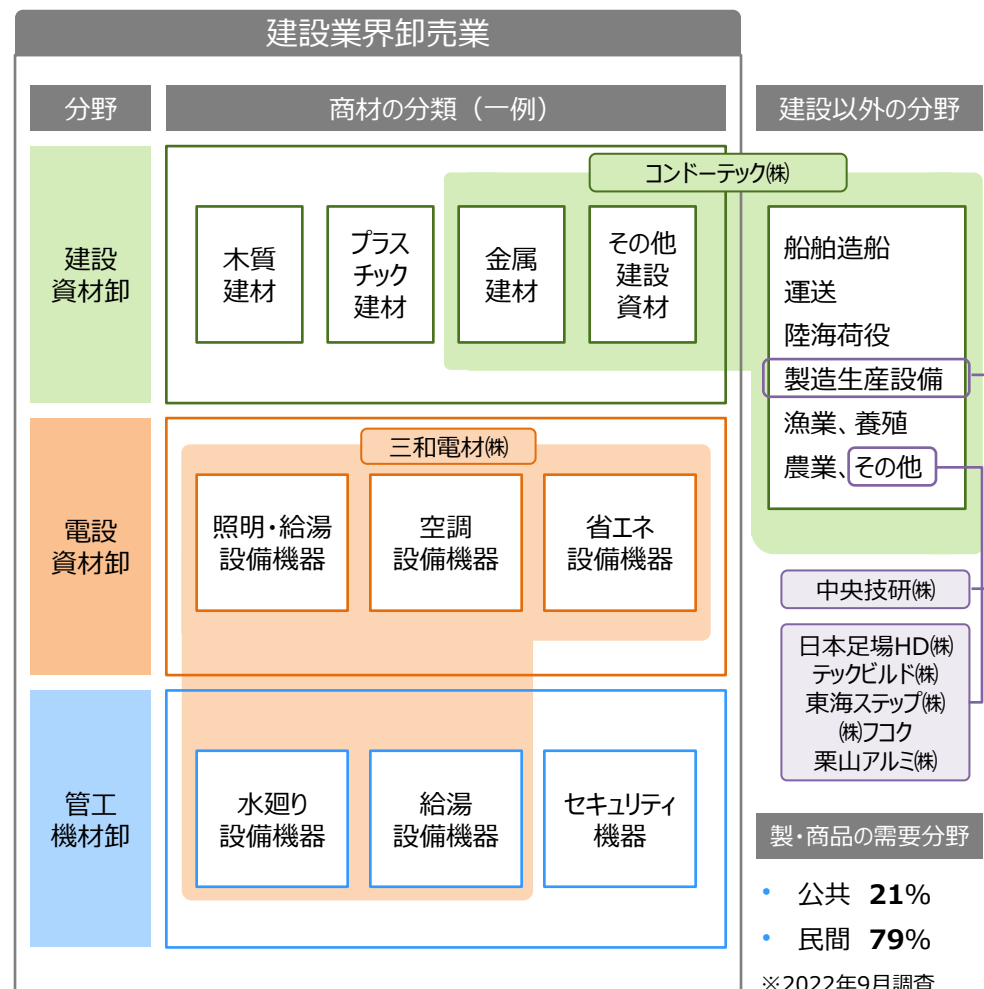 建設業界卸売業
分野
商材の分類（一例）
建設以外の分野
コンドーテック㈱
建設
資材卸
木質
建材
プラス
チック
建材
金属
建材
その他
建設
資材
船舶造船
運送
陸海荷役
製造生産設備
漁業、養殖
農業、その他
三和電材㈱
電設
資材卸
照明・給湯
設備機器
空調
設備機器
省エネ
設備機器
中央技研㈱
日本足場HD㈱
テックビルド㈱
東海ステップ㈱
㈱フコク
栗山アルミ㈱
管工
機材卸
水廻り
設備機器
給湯
設備機器
セキュリティ
機器
製・商品の需要分野
• 公共 21%
• 民間 79%
※2022年9月調査